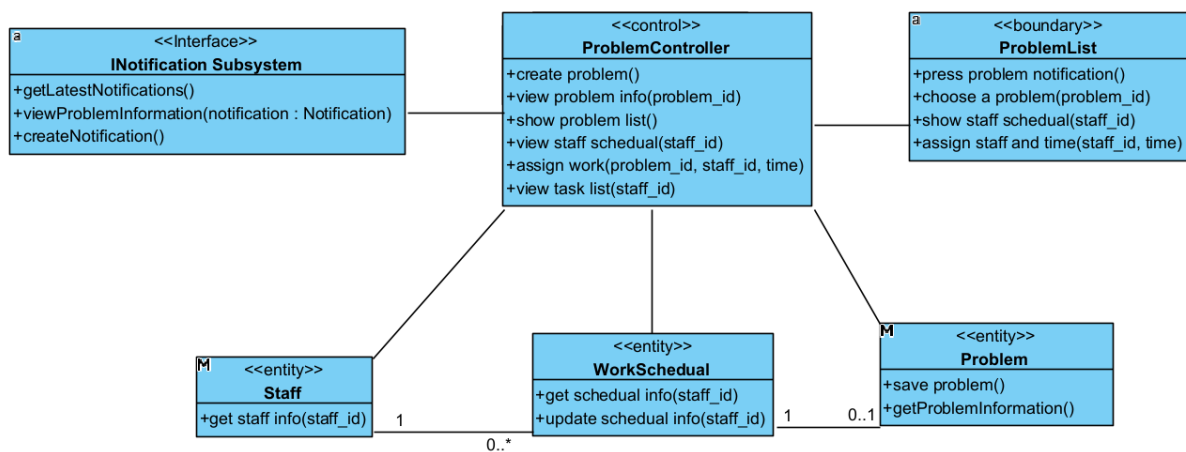 a
<<Interface>>
INotification Subsystem
+getLatestNotifications()
+viewProblemInformation(notification : Notification)
+createNotification()
<<control>>
ProblemController
+create problem()
+view problem info(problem_id)
+show problem list()
+view staff schedual(staff_id)
+assign work(problem_id, staff_id, time)
+view task list(staff_id)
a
<<boundary>>
ProblemList
+press problem notification()
+choose a problem(problem_id)
+show staff schedual(staff_id)
+assign staff and time(staff_id, time)
M
<<entity>>
Staff
+get staff info(staff_id)
1
0..*
<<entity>>
WorkSchedual
+get schedual info(staff_id)
+update schedual info(staff_id)
1
0..1
M
<<entity>>
Problem
+save problem()
+getProblemInformation()